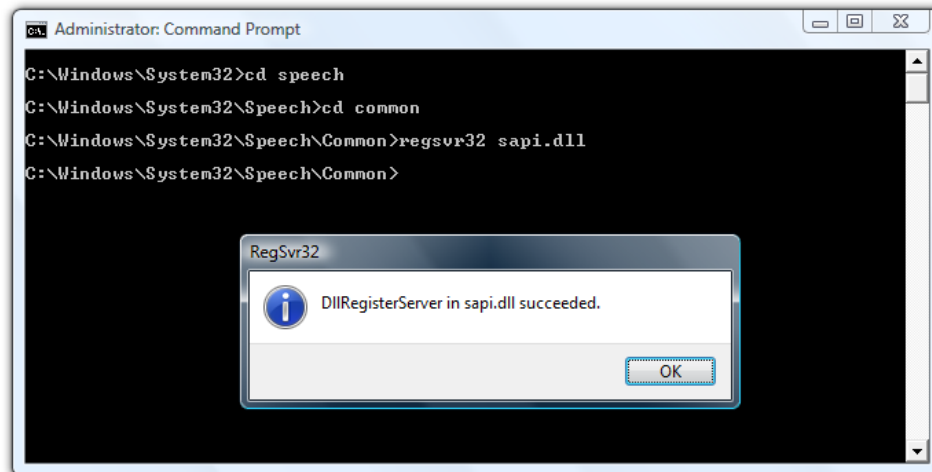 C:\.
Administrator: Command Prompt
C:\Windows\System32>cd speech
C:\Windows\System32\Speech>cd common
C:\Windows\System32\Speech\Common>regsvr32 sapi.dll
C:\Windows\System32\Speech\Common>
RegSvr32
DllRegisterServer in sapi.dll succeeded.
OK